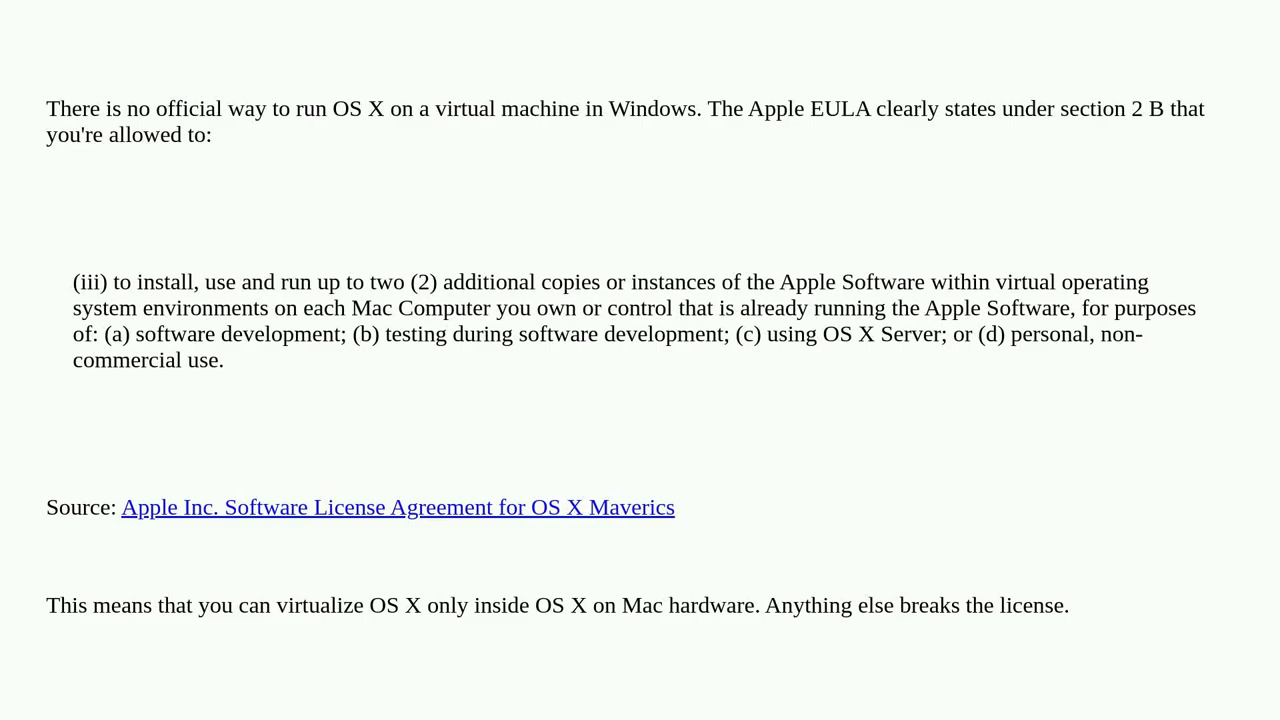 There is no official way to run OS X on a virtual machine in Windows. The Apple EULA clearly states under section 2 B that
you're allowed to:
(iii) to install, use and run up to two (2) additional copies or instances of the Apple Software within virtual operating
system environments on each Mac Computer you own or control that is already running the Apple Software, for purposes
of: (a) software development; (b) testing during software development; (c) using OS X Server; or (d) personal, non-
commercial use.
Source: Apple Inc. Software License Agreement for OS X Maverics
This means that you can virtualize OS X only inside OS X on Mac hardware. Anything else breaks the license.